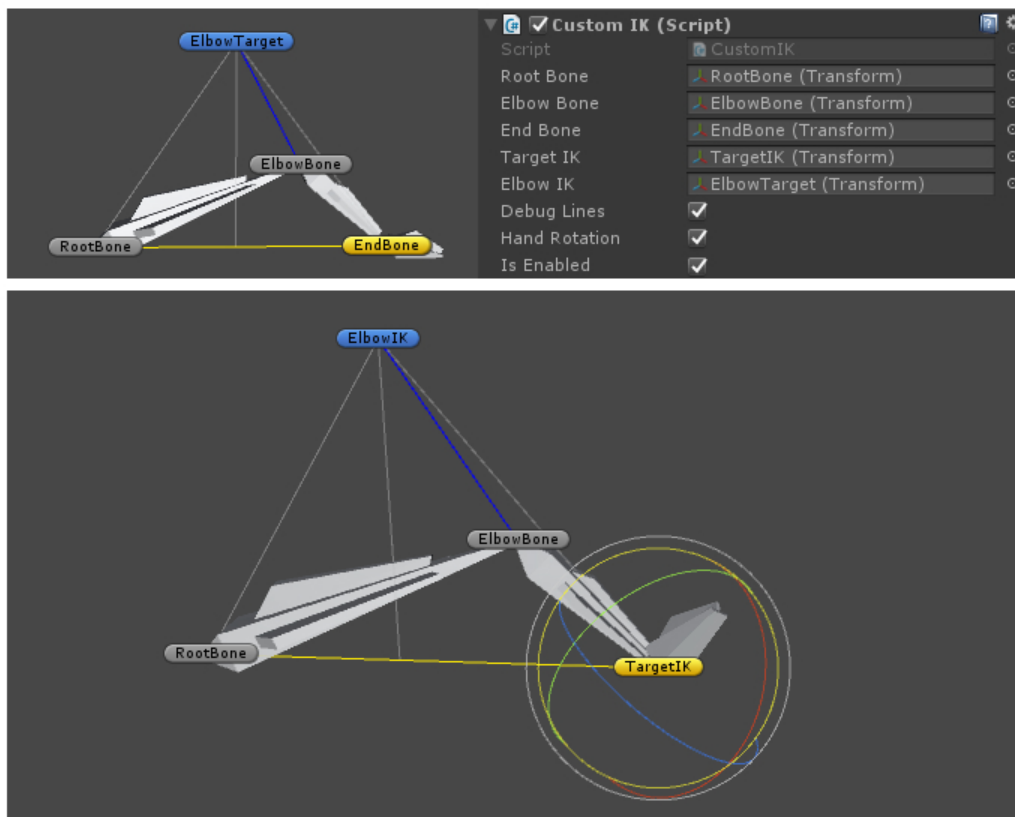 ElbowTarget
ElbowBone
RootBone
EndBone
Custom IK (Script)
Script CustomIK
Root Bone RootBone (Transform)
Elbow Bone ElbowBone (Transform)
End Bone EndBone (Transform)
Target IK TargetIK (Transform)
Elbow IK ElbowTarget (Transform)
Debug Lines
Hand Rotation
Is Enabled
ElbowIK
ElbowBone
RootBone
TargetIK